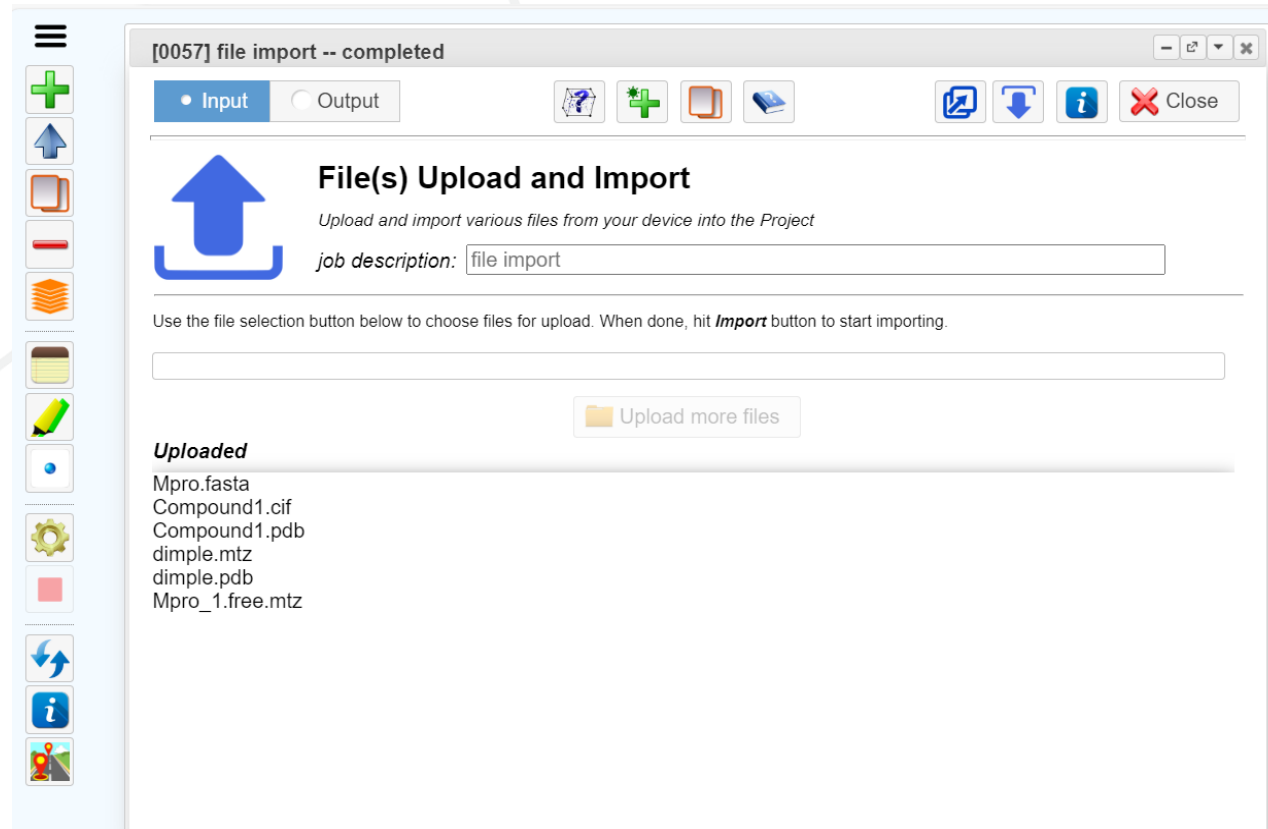 [0057] file import -- completed
Input Output Close
File(s) Upload and Import
Upload and import various files from your device into the Project
job description: file import
Use the file selection button below to choose files for upload. When done, hit Import button to start importing.
Upload more files
Uploaded
Mpro.fasta
Compound1.cif
Compound1.pdb
dimple.mtz
dimple.pdb
Mpro_1.free.mtz